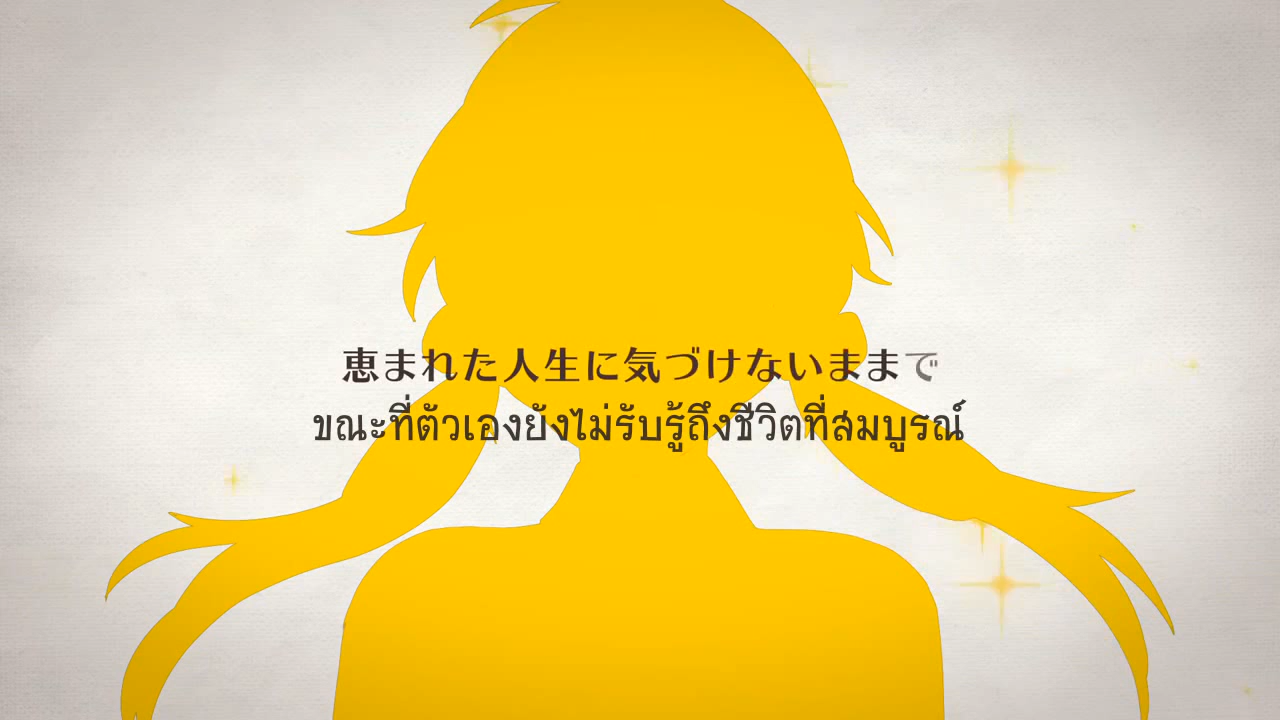 恵まれた人生に気づけないままで
ขณะที่ตัวเองยังไม่รับรู้ถึงชีวิตที่สมบูรณ์